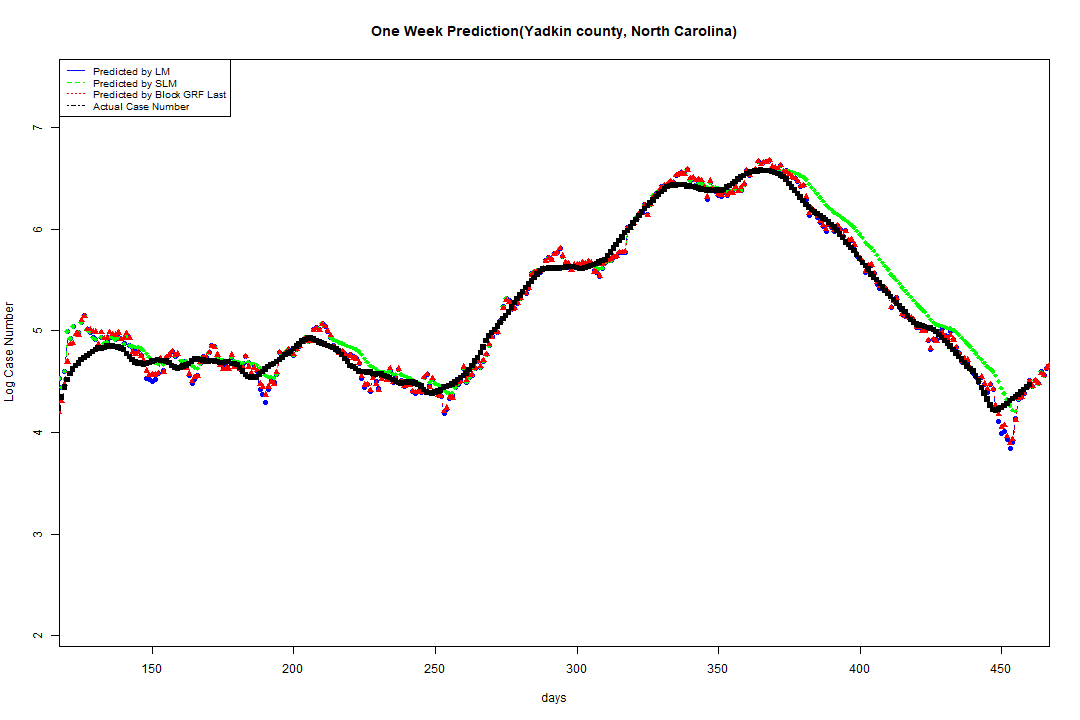 One Week Prediction(Yadkin county, North Carolina)
Predicted by LM
Predicted by SLM
Predicted by Block GRF Last
Actual Case Number
Log Case Number
7
6
5
4
3
2
150 200 250 300 350 400 450
days